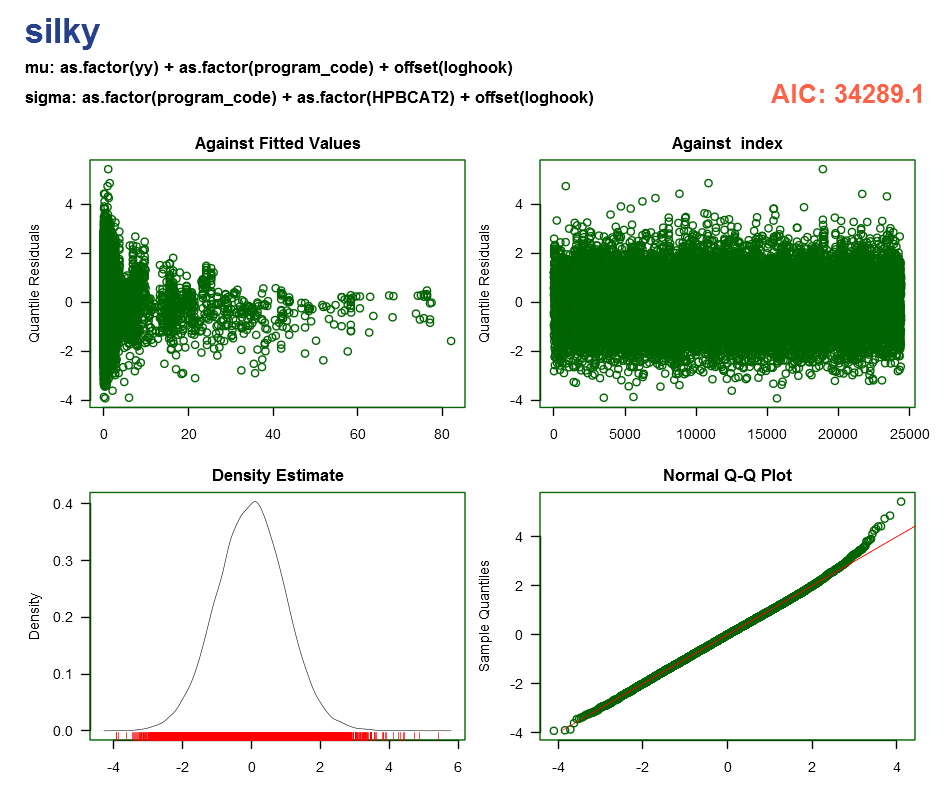 silky
mu: as.factor(yy) + as.factor(program_code) + offset(loghook)
sigma: as.factor(program_code) + as.factor(HPBCAT2) + offset(loghook)
AIC: 34289.1
Against Fitted Values
Quantile Residuals
4
2
0
-2
-4
0 20 40 60 80
Against  index
Quantile Residuals
4
2
0
-2
-4
0 5000 10000 15000 20000 25000
Density Estimate
Density
0.4
0.3
0.2
0.1
0.0
-4 -2 0 2 4 6
Normal Q-Q Plot
Sample Quantiles
4
2
0
-2
-4
-4 -2 0 2 4